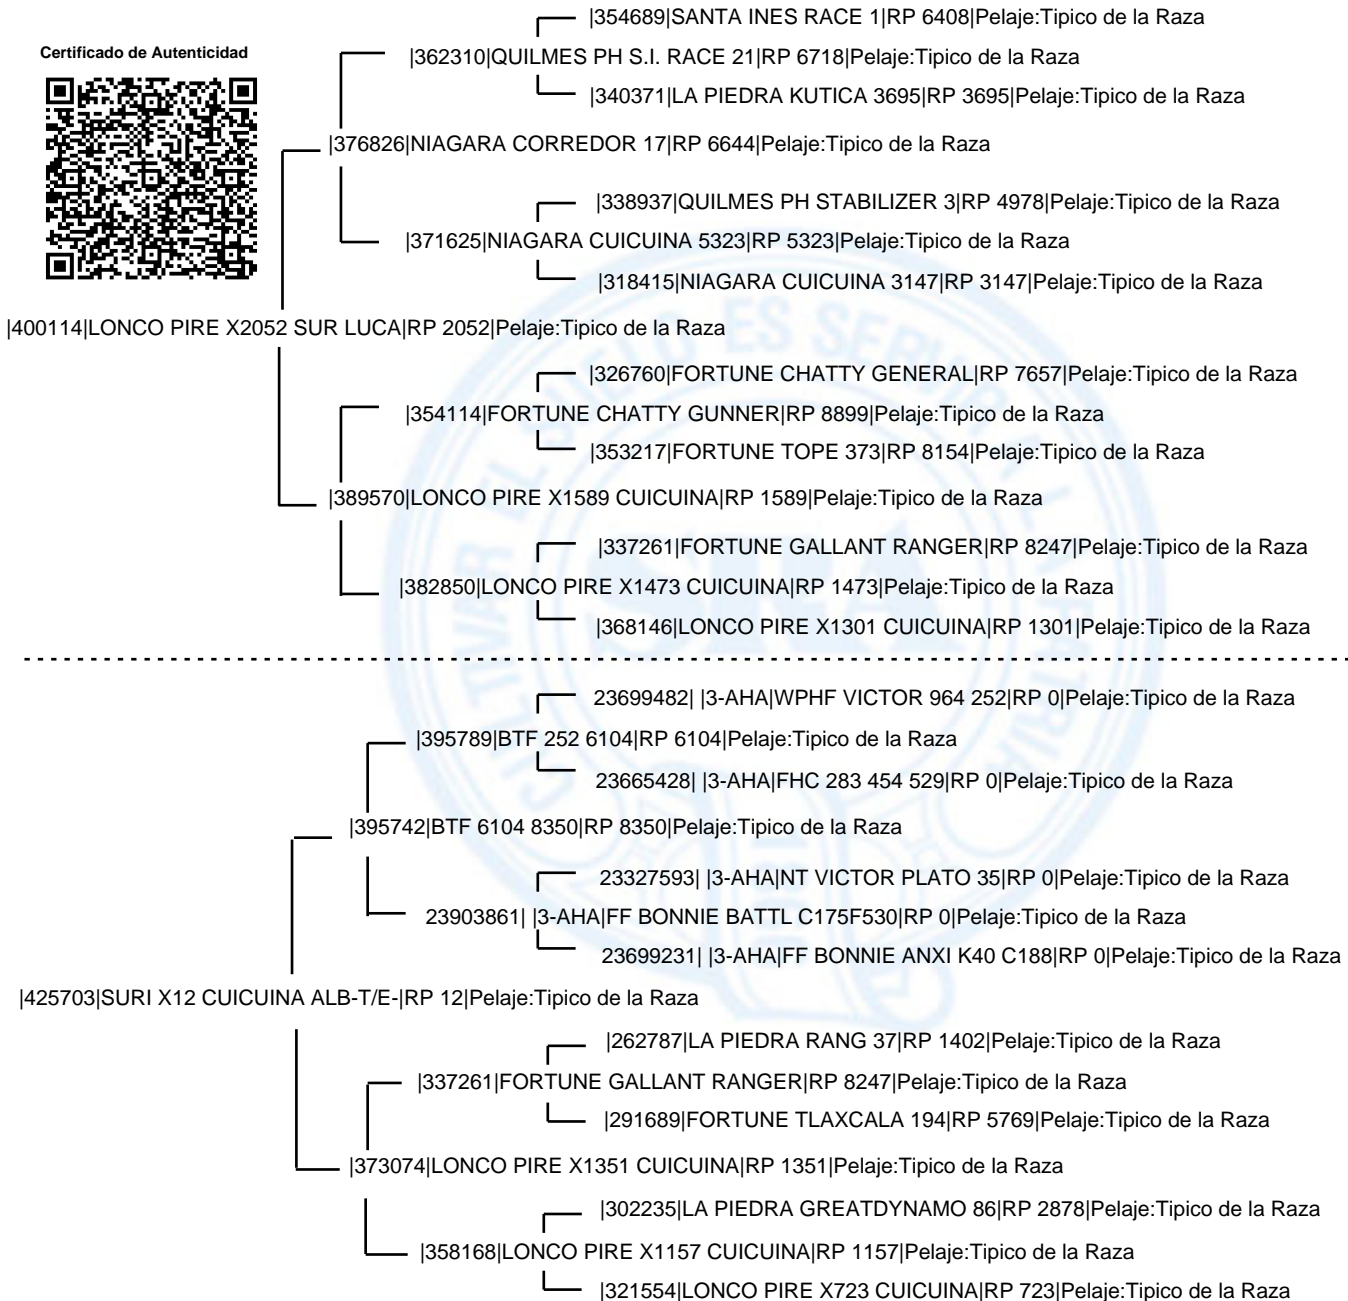 |354689|SANTA INES RACE 1|RP 6408|Pelaje:Tipico de la Raza
Certificado de Autenticidad
|362310|QUILMES PH S.I. RACE 21|RP 6718|Pelaje:Tipico de la Raza
|340371|LA PIEDRA KUTICA 3695|RP 3695|Pelaje:Tipico de la Raza
|376826|NIAGARA CORREDOR 17|RP 6644|Pelaje:Tipico de la Raza
|338937|QUILMES PH STABILIZER 3|RP 4978|Pelaje:Tipico de la Raza
|371625|NIAGARA CUICUINA 5323|RP 5323|Pelaje:Tipico de la Raza
|318415|NIAGARA CUICUINA 3147|RP 3147|Pelaje:Tipico de la Raza
|400114|LONCO PIRE X2052 SUR LUCA|RP 2052|Pelaje:Tipico de la Raza
|326760|FORTUNE CHATTY GENERAL|RP 7657|Pelaje:Tipico de la Raza
|354114|FORTUNE CHATTY GUNNER|RP 8899|Pelaje:Tipico de la Raza
|353217|FORTUNE TOPE 373|RP 8154|Pelaje:Tipico de la Raza
|389570|LONCO PIRE X1589 CUICUINA|RP 1589|Pelaje:Tipico de la Raza
|337261|FORTUNE GALLANT RANGER|RP 8247|Pelaje:Tipico de la Raza
|382850|LONCO PIRE X1473 CUICUINA|RP 1473|Pelaje:Tipico de la Raza
|368146|LONCO PIRE X1301 CUICUINA|RP 1301|Pelaje:Tipico de la Raza
23699482| |3-AHA|WPHF VICTOR 964 252|RP 0|Pelaje:Tipico de la Raza
|395789|BTF 252 6104|RP 6104|Pelaje:Tipico de la Raza
23665428| |3-AHA|FHC 283 454 529|RP 0|Pelaje:Tipico de la Raza
|395742|BTF 6104 8350|RP 8350|Pelaje:Tipico de la Raza
23327593| |3-AHA|NT VICTOR PLATO 35|RP 0|Pelaje:Tipico de la Raza
23903861| |3-AHA|FF BONNIE BATTL C175F530|RP 0|Pelaje:Tipico de la Raza
23699231| |3-AHA|FF BONNIE ANXI K40 C188|RP 0|Pelaje:Tipico de la Raza
|425703|SURI X12 CUICUINA ALB-T/E-|RP 12|Pelaje:Tipico de la Raza
|262787|LA PIEDRA RANG 37|RP 1402|Pelaje:Tipico de la Raza
|337261|FORTUNE GALLANT RANGER|RP 8247|Pelaje:Tipico de la Raza
|291689|FORTUNE TLAXCALA 194|RP 5769|Pelaje:Tipico de la Raza
|373074|LONCO PIRE X1351 CUICUINA|RP 1351|Pelaje:Tipico de la Raza
|302235|LA PIEDRA GREATDYNAMO 86|RP 2878|Pelaje:Tipico de la Raza
|358168|LONCO PIRE X1157 CUICUINA|RP 1157|Pelaje:Tipico de la Raza
|321554|LONCO PIRE X723 CUICUINA|RP 723|Pelaje:Tipico de la Raza
CULTIVAR EL SUELO ES SERVIR A LA PATRIA
SRA